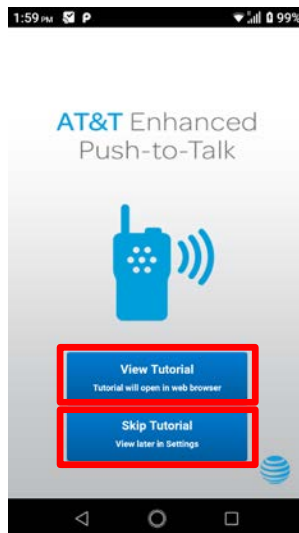 1:59 PM P 99%
AT&T Enhanced
Push-to-Talk
View Tutorial
Tutorial will open in web browser
Skip Tutorial
View later in Settings